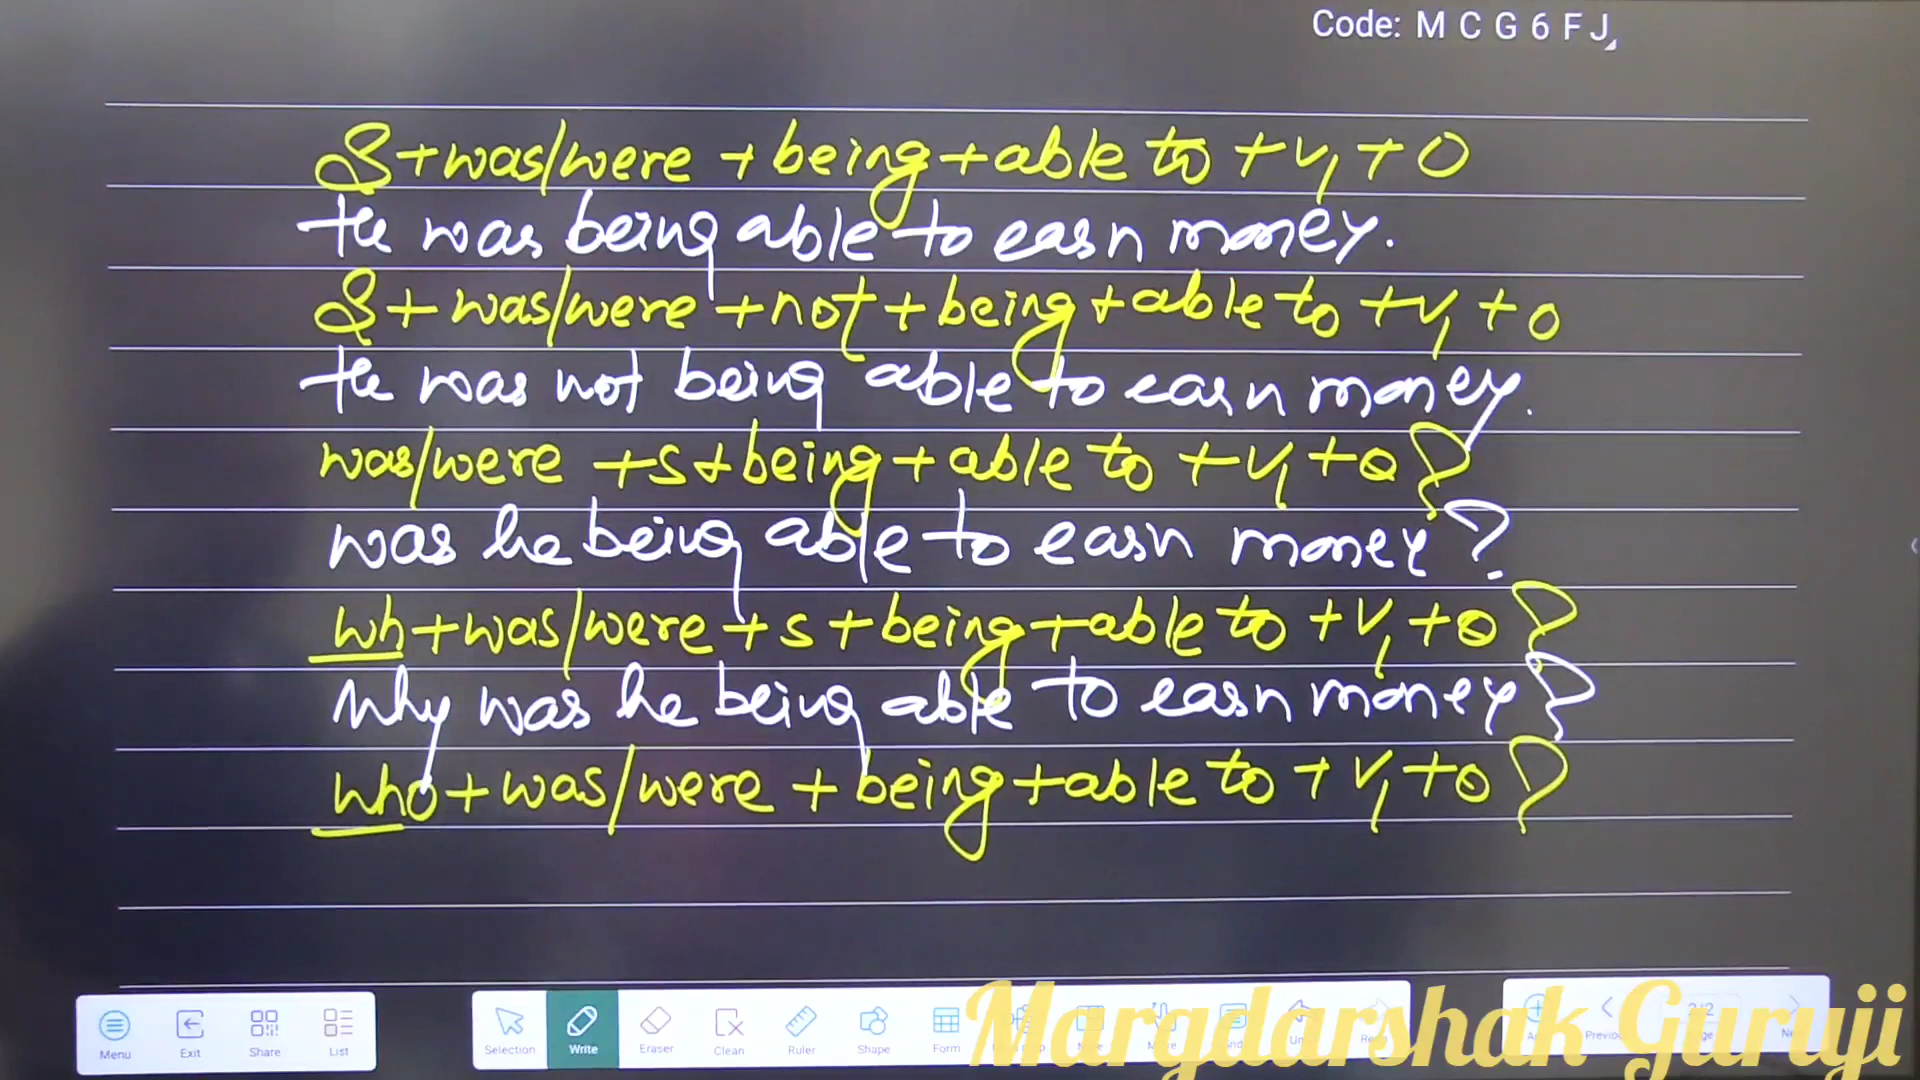 Code: M C G 6 F J
S+was/were + being+able to +V1+O
He was being able to earn money.
S+ was/were +not + being+able to +V1+O
He was not being able to earn money.
was/were +s+being+able to +V1+O?
was he being able to earn money?
wh+was/were +s+being+able to +V1+O?
Why was he being able to earn money?
who+was/were + being+able to +V1+O?
Menu Exit Share List Selection Write Eraser Clean Ruler Shape Form
Margdarshak Guruji